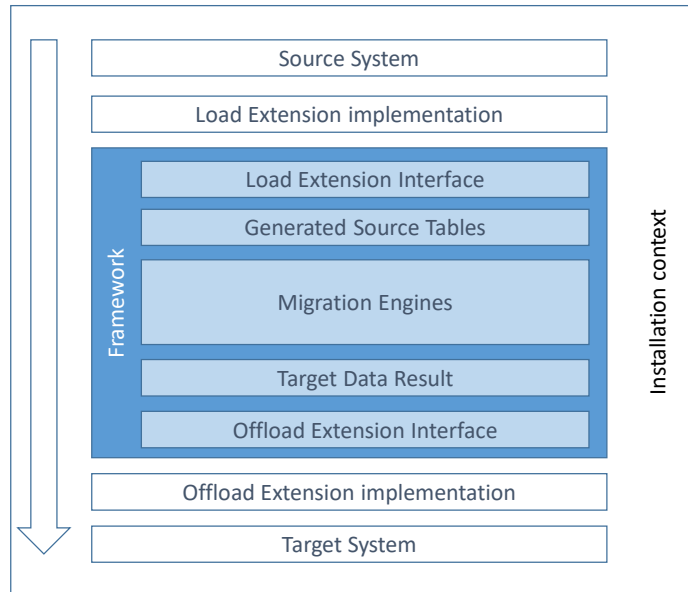 Source System
Load Extension implementation
Framework
Load Extension Interface
Generated Source Tables
Migration Engines
Target Data Result
Offload Extension Interface
Offload Extension implementation
Target System
Installation context